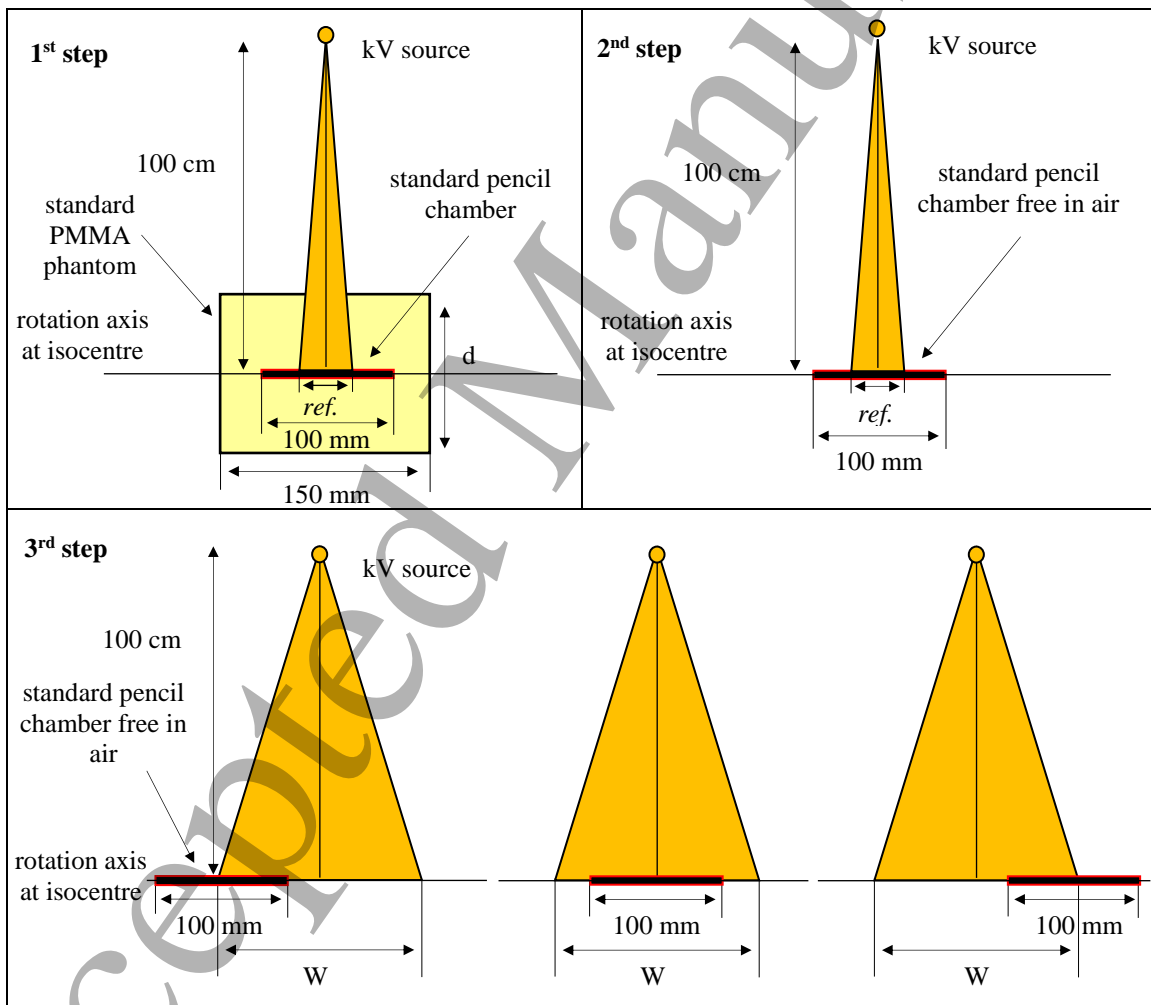 1st step
kV source
100 cm
standard pencil
chamber
standard
PMMA
phantom
rotation axis
at isocentre
d
ref.
100 mm
150 mm
2nd step
kV source
100 cm
standard pencil
chamber free in air
rotation axis
at isocentre
ref.
100 mm
3rd step
kV source
100 cm
standard pencil
chamber free in
air
rotation axis
at isocentre
100 mm
W
100 mm
W
100 mm
W
cepted Manu